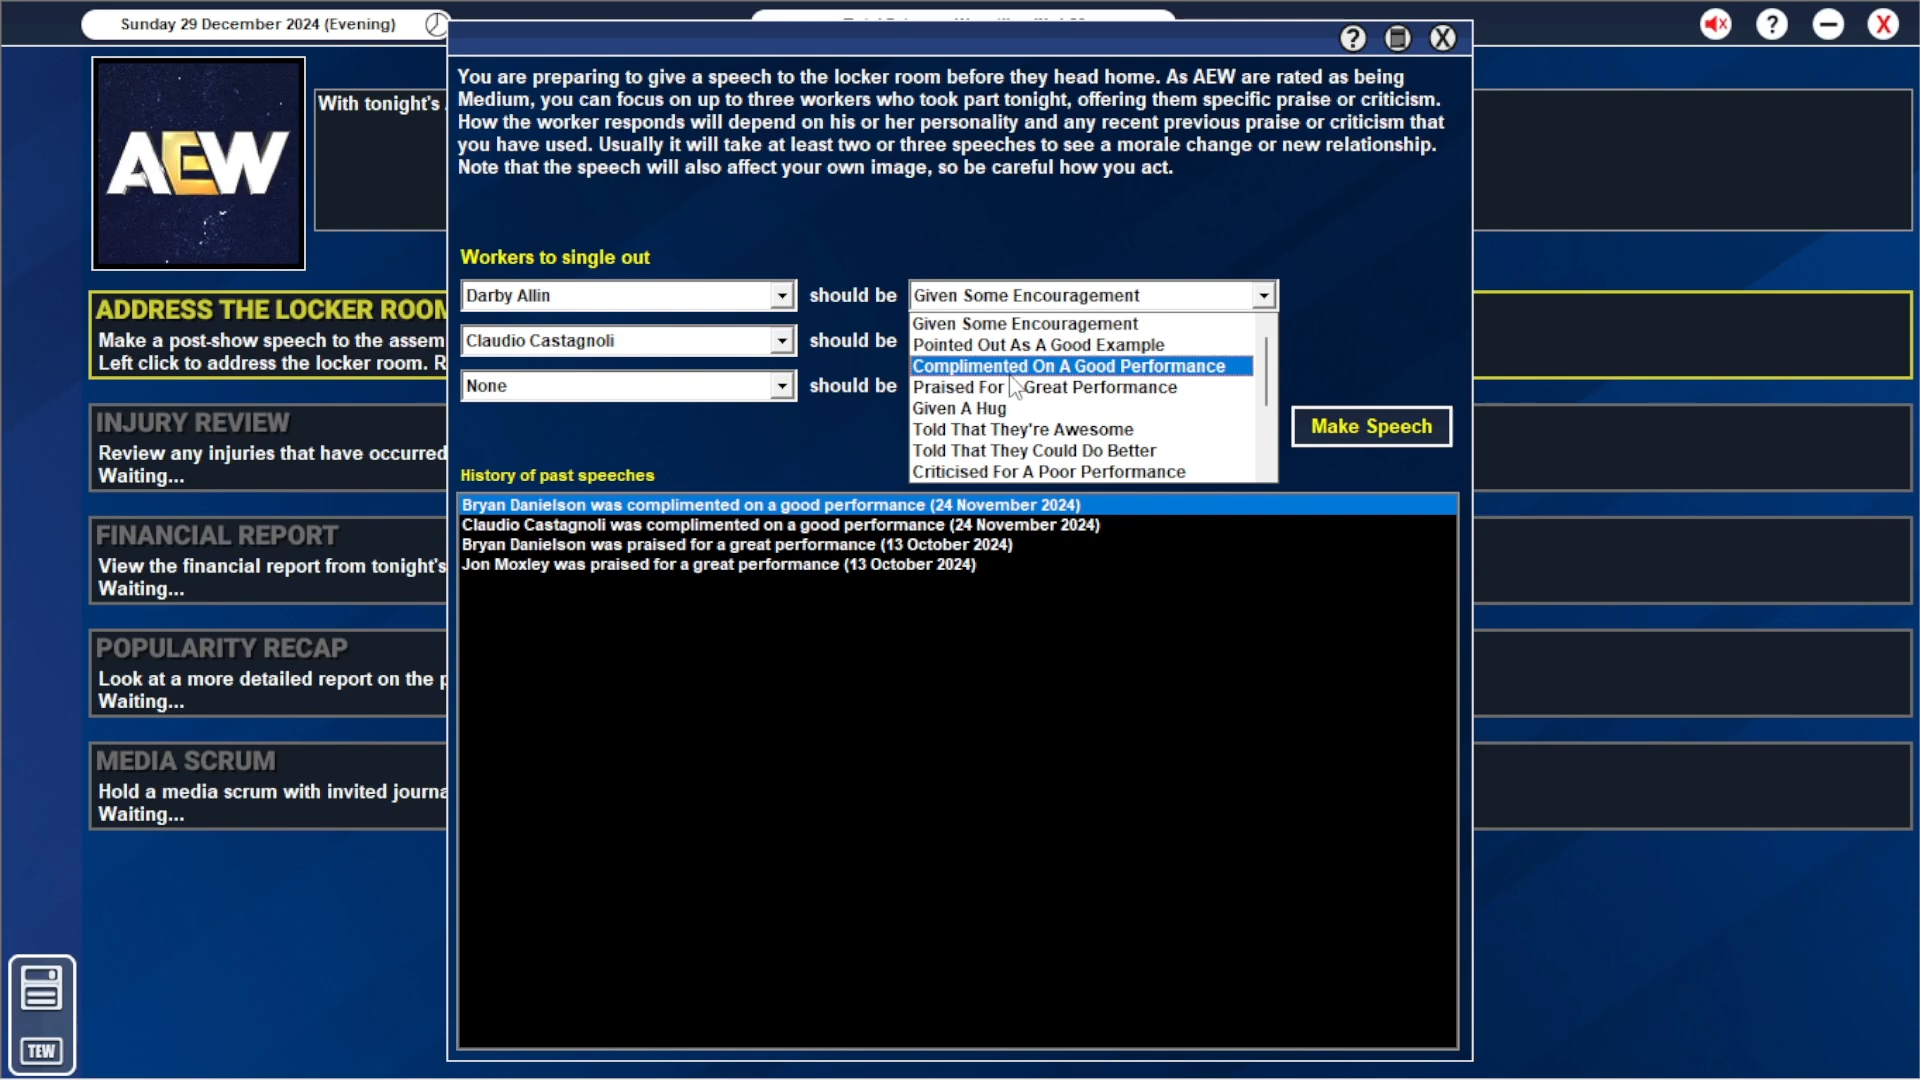 Sunday 29 December 2024 (Evening)
?
X
AEW
With tonight's
You are preparing to give a speech to the locker room before they head home. As AEW are rated as being
Medium, you can focus on up to three workers who took part tonight, offering them specific praise or criticism.
How the worker responds will depend on his or her personality and any recent previous praise or criticism that
you have used. Usually it will take at least two or three speeches to see a morale change or new relationship.
Note that the speech will also affect your own image, so be careful how you act.
? X
Workers to single out
Darby Allin should be Given Some Encouragement
Claudio Castagnoli should be
None should be
Given Some Encouragement
Pointed Out As A Good Example
Complimented On A Good Performance
Praised For Great Performance
Given A Hug
Told That They're Awesome
Told That They Could Do Better
Criticised For A Poor Performance
Make Speech
History of past speeches
Bryan Danielson was complimented on a good performance (24 November 2024)
Claudio Castagnoli was complimented on a good performance (24 November 2024)
Bryan Danielson was praised for a great performance (13 October 2024)
Jon Moxley was praised for a great performance (13 October 2024)
ADDRESS THE LOCKER ROOM
Make a post-show speech to the assem
Left click to address the locker room. R
INJURY REVIEW
Review any injuries that have occurred
Waiting...
FINANCIAL REPORT
View the financial report from tonight's
Waiting...
POPULARITY RECAP
Look at a more detailed report on the p
Waiting...
MEDIA SCRUM
Hold a media scrum with invited journa
Waiting...
TEW